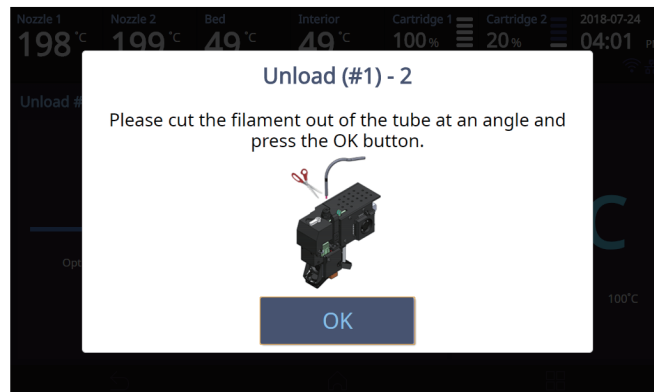 Nozzle 1 Nozzle 2 Bed Interior Cartridge 1 Cartridge 2 2018-07-24
198°C 199°C 49°C 49°C 100% 20% 04:01
Unload (#1) - 2
Unload #
Please cut the filament out of the tube at an angle and
press the OK button.
C
Opt
100°C
OK